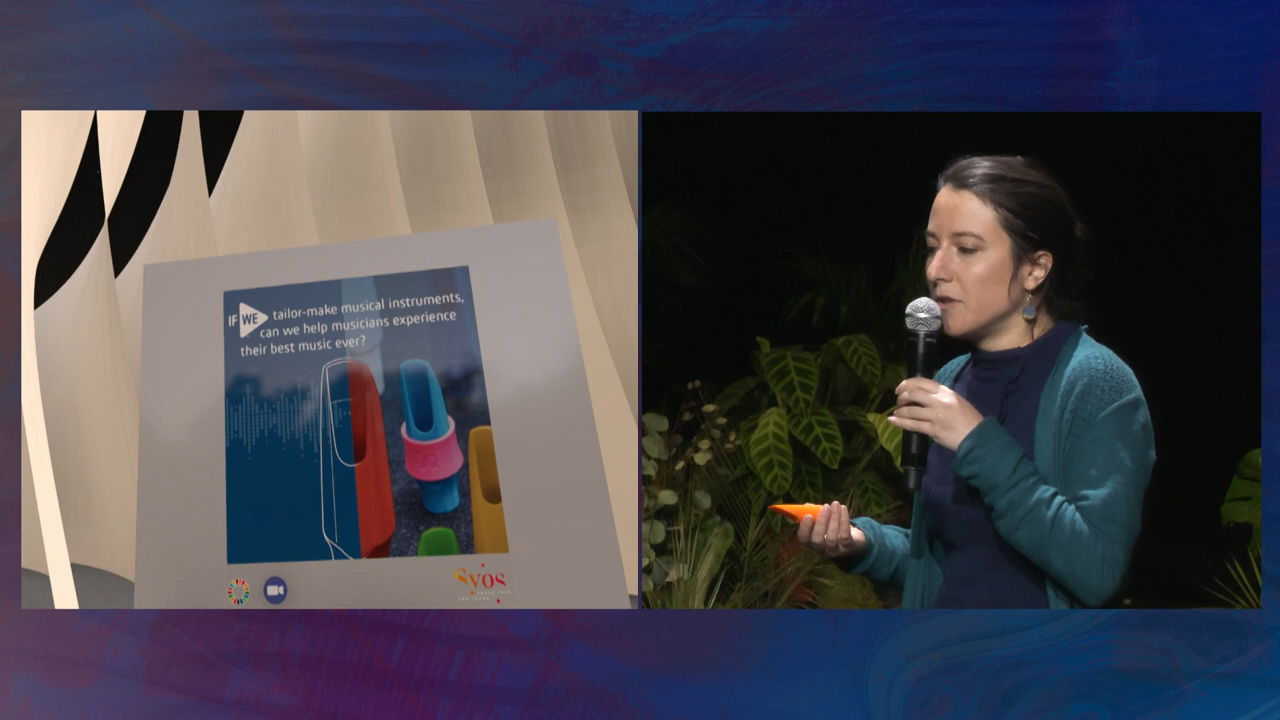 IF WE tailor-make musical instruments,
can we help musicians experience
their best music ever?
Syos